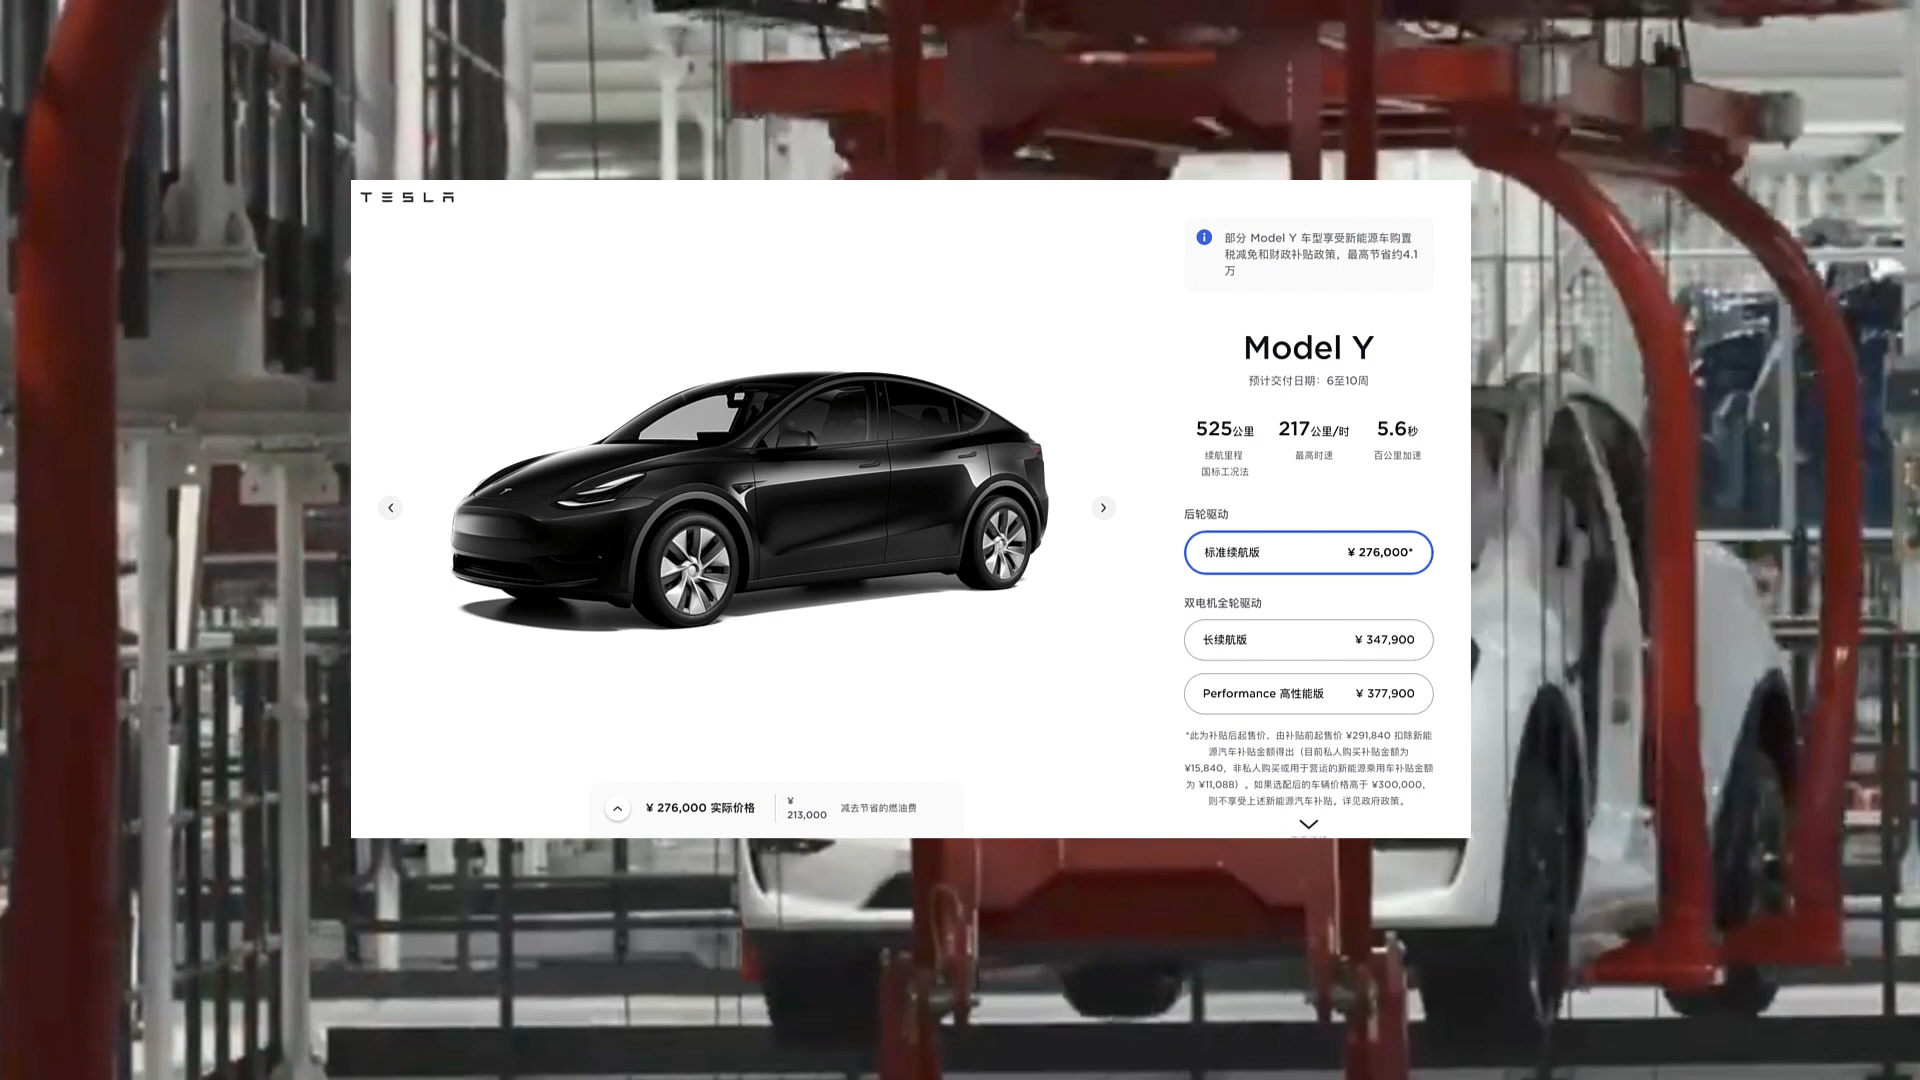 TESLA
部分 Model Y 车型享受新能源车购置
税减免和财政补贴政策，最高节省约4.1
万
Model Y
预计交付日期：6至10周
525公里 217公里/时 5.6秒
续航里程 最高时速 百公里加速
国标工况法
后轮驱动
标准续航版 ¥ 276,000*
双电机全轮驱动
长续航版 ¥ 347,900
Performance 高性能版 ¥ 377,900
*此为补贴后起售价，由补贴前起售价 ¥291,840 扣除新能
源汽车补贴金额得出（目前私人购买补贴金额为
¥15,840，非私人购买或用于营运的新能源乘用车补贴金额
为 ¥11,088）。如果选配后的车辆价格高于 ¥300,000，
则不享受上述新能源汽车补贴。详见政府政策。
¥ 276,000 实际价格
¥
213,000 减去节省的燃油费